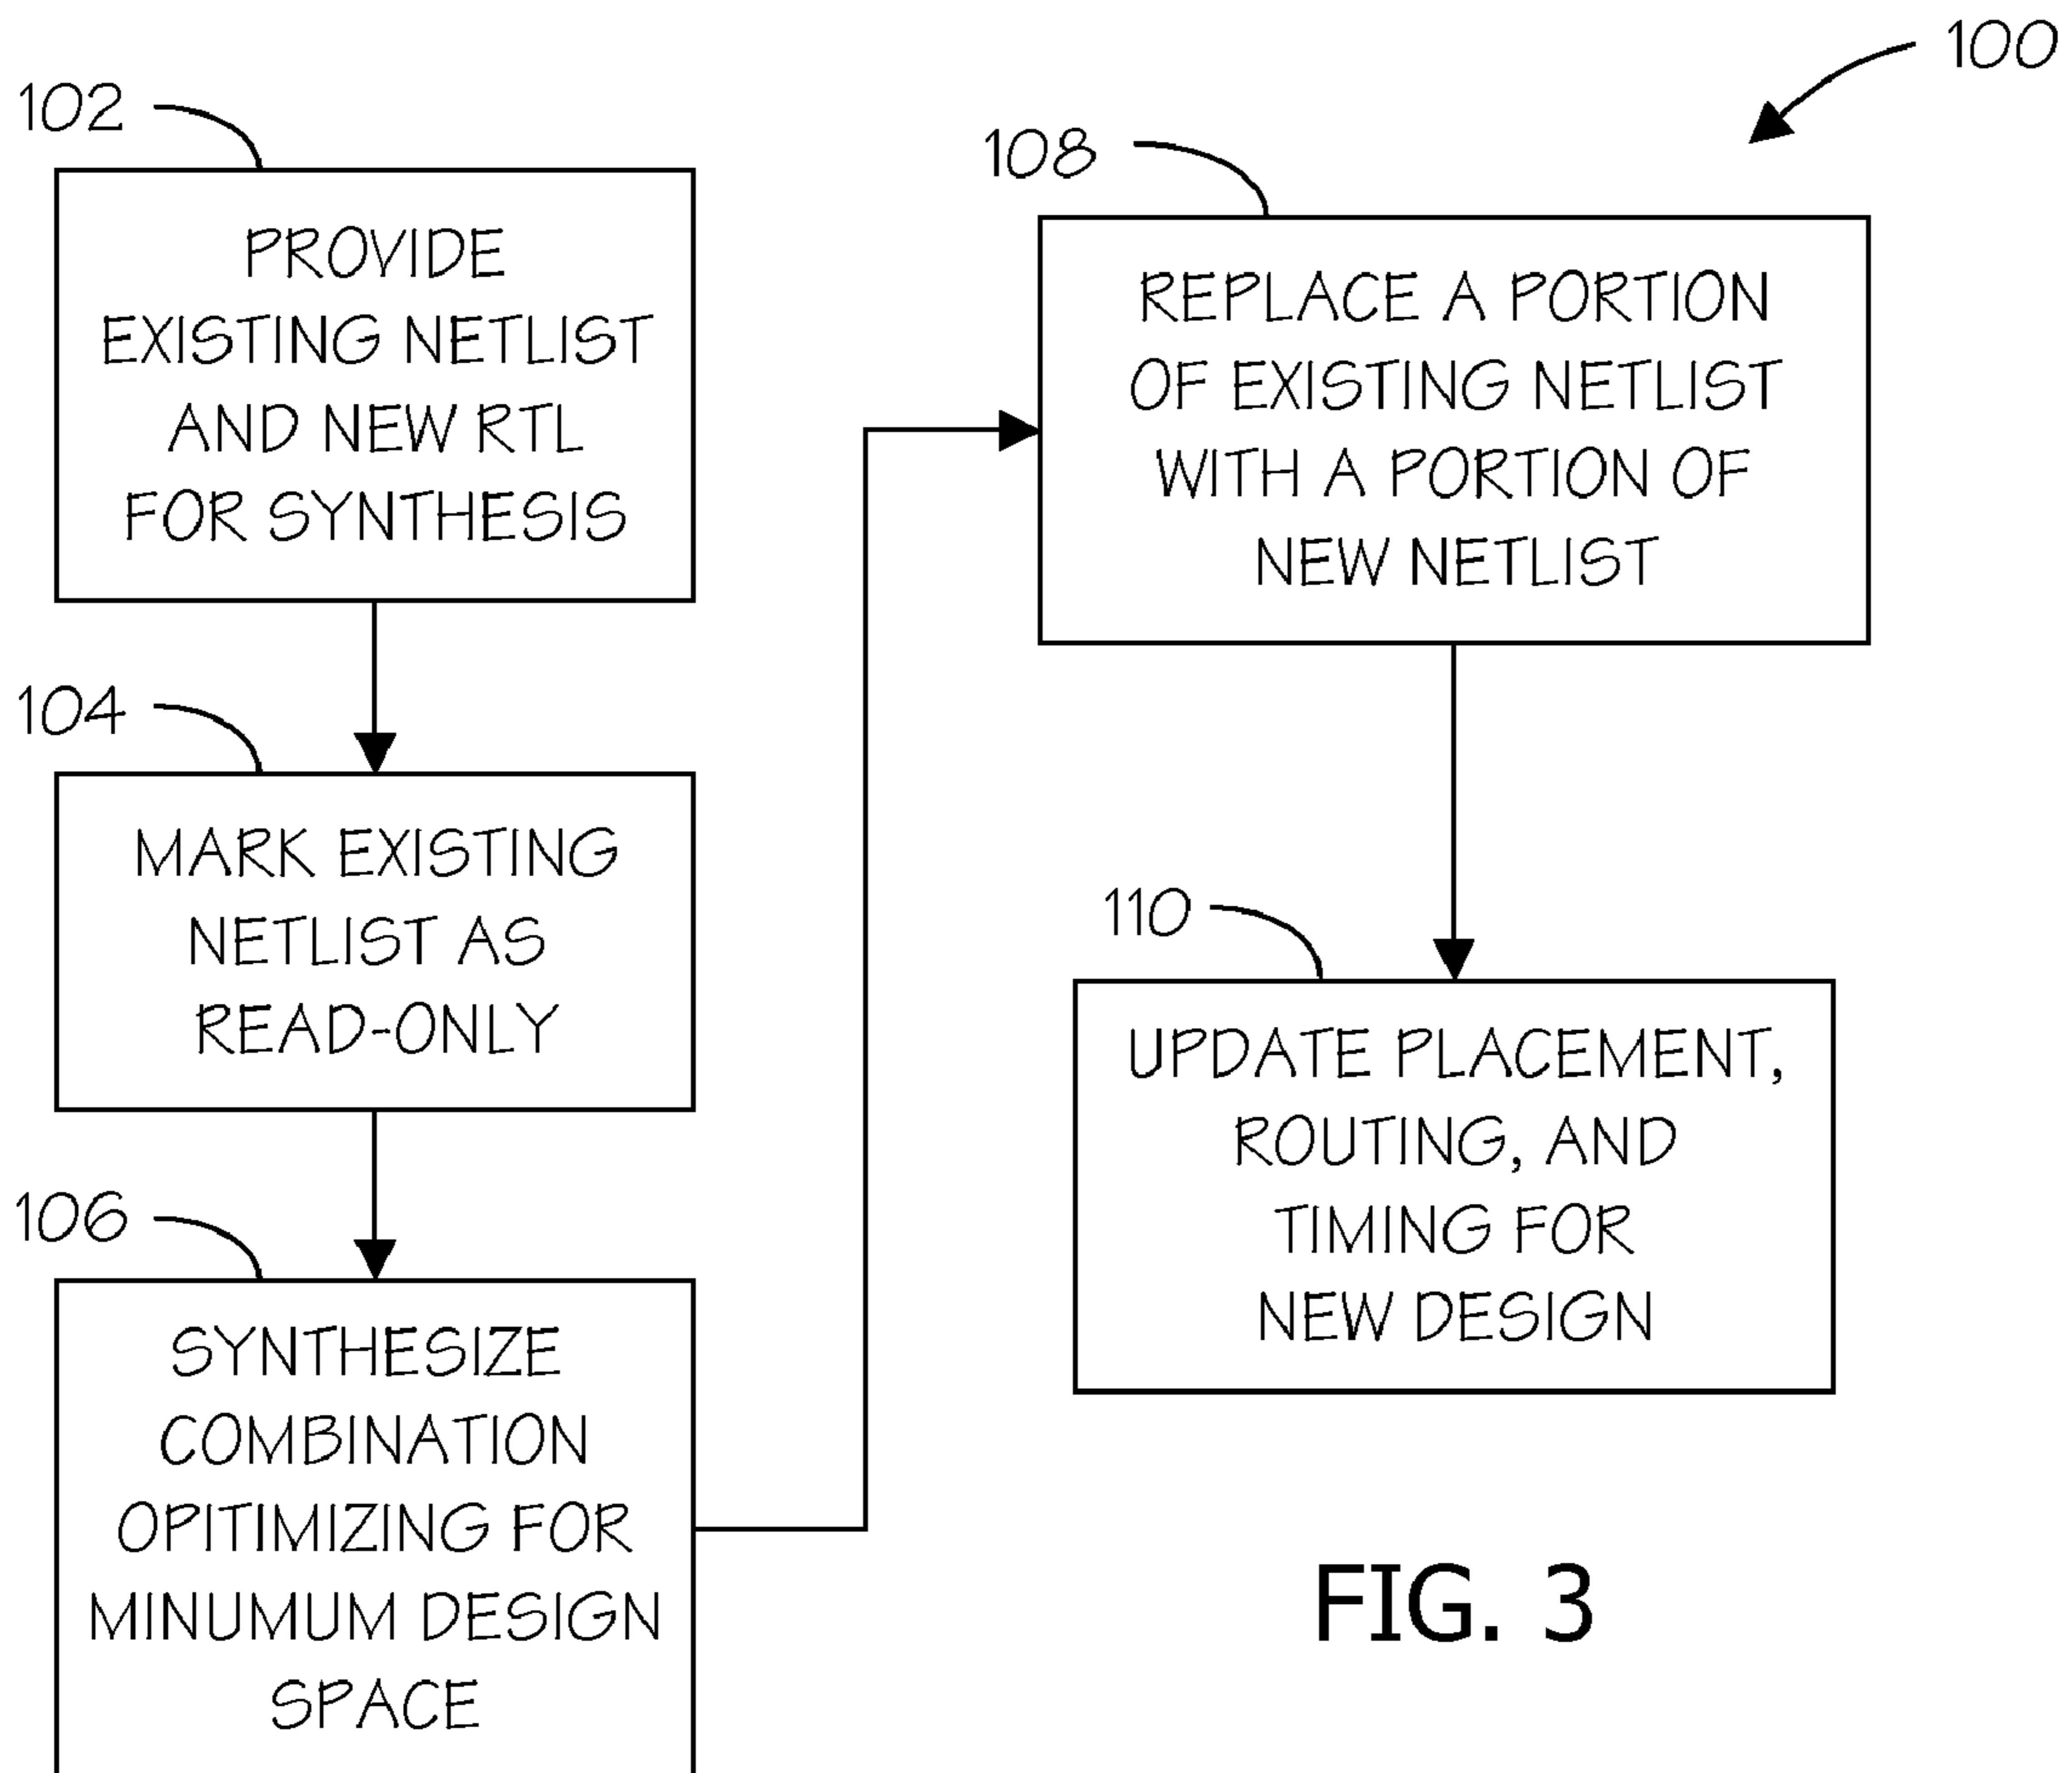 100
102
PROVIDE
EXISTING NETLIST
AND NEW RTL
FOR SYNTHESIS
104
MARK EXISTING
NETLIST AS
READ-ONLY
106
SYNTHESIZE
COMBINATION
OPITIMIZING FOR
MINUMUM DESIGN
SPACE
108
REPLACE A PORTION
OF EXISTING NETLIST
WITH A PORTION OF
NEW NETLIST
110
UPDATE PLACEMENT,
ROUTING, AND
TIMING FOR
NEW DESIGN
FIG. 3